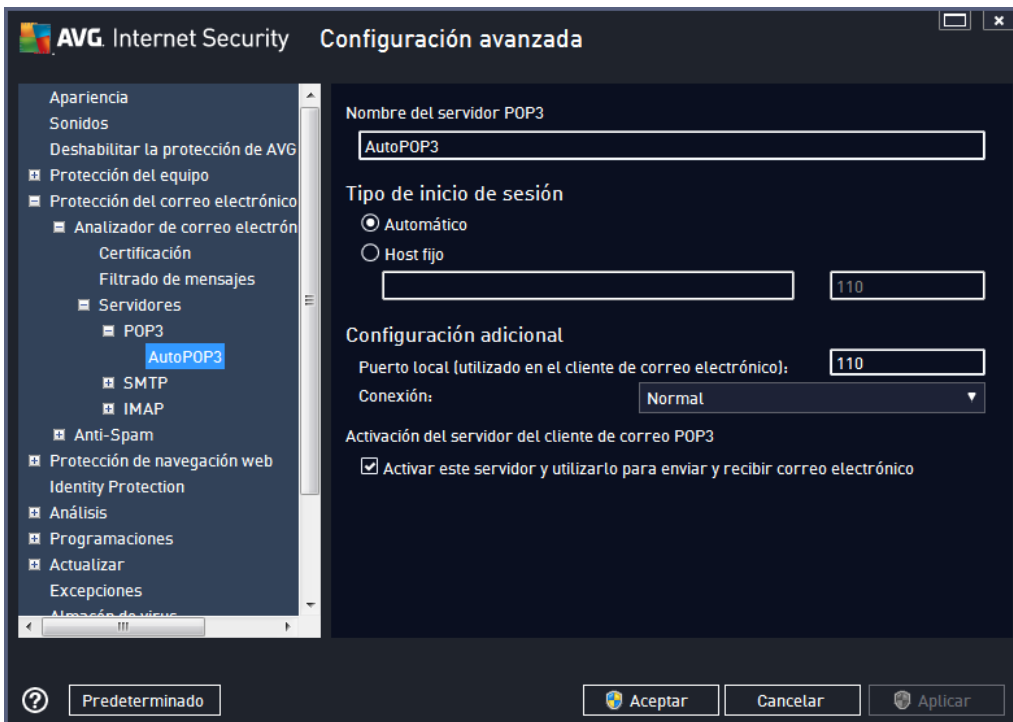 AVG. Internet Security
Configuración avanzada
Apariencia
Sonidos
Deshabilitar la protección de AVG
Protección del equipo
Protección del correo electrónico
Analizador de correo electrón
Certificación
Filtrado de mensajes
Servidores
POP3
AutoPOP3
SMTP
IMAP
Anti-Spam
Protección de navegación web
Identity Protection
Análisis
Programaciones
Actualizar
Excepciones
Almacén de virus
Nombre del servidor POP3
AutoPOP3
Tipo de inicio de sesión
Automático
Host fijo
110
Configuración adicional
Puerto local (utilizado en el cliente de correo electrónico): 110
Conexión: Normal
Activación del servidor del cliente de correo POP3
Activar este servidor y utilizarlo para enviar y recibir correo electrónico
Predeterminado
Aceptar
Cancelar
Aplicar